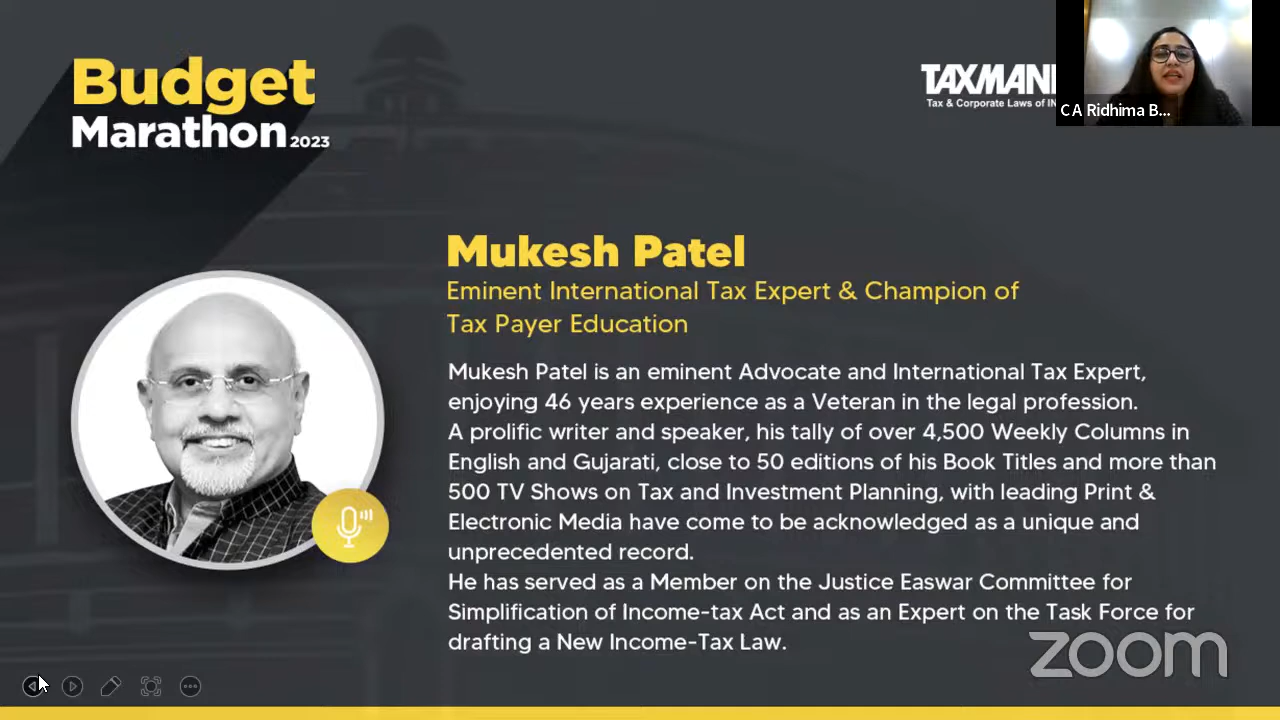 Budget
Marathon 2023
TAXMAN
Tax & Corporate Laws of IN
CA Ridhima B...
Mukesh Patel
Eminent International Tax Expert & Champion of
Tax Payer Education
Mukesh Patel is an eminent Advocate and International Tax Expert,
enjoying 46 years experience as a Veteran in the legal profession.
A prolific writer and speaker, his tally of over 4,500 Weekly Columns in
English and Gujarati, close to 50 editions of his Book Titles and more than
500 TV Shows on Tax and Investment Planning, with leading Print &
Electronic Media have come to be acknowledged as a unique and
unprecedented record.
He has served as a Member on the Justice Easwar Committee for
Simplification of Income-tax Act and as an Expert on the Task Force for
drafting a New Income-Tax Law.
zoom